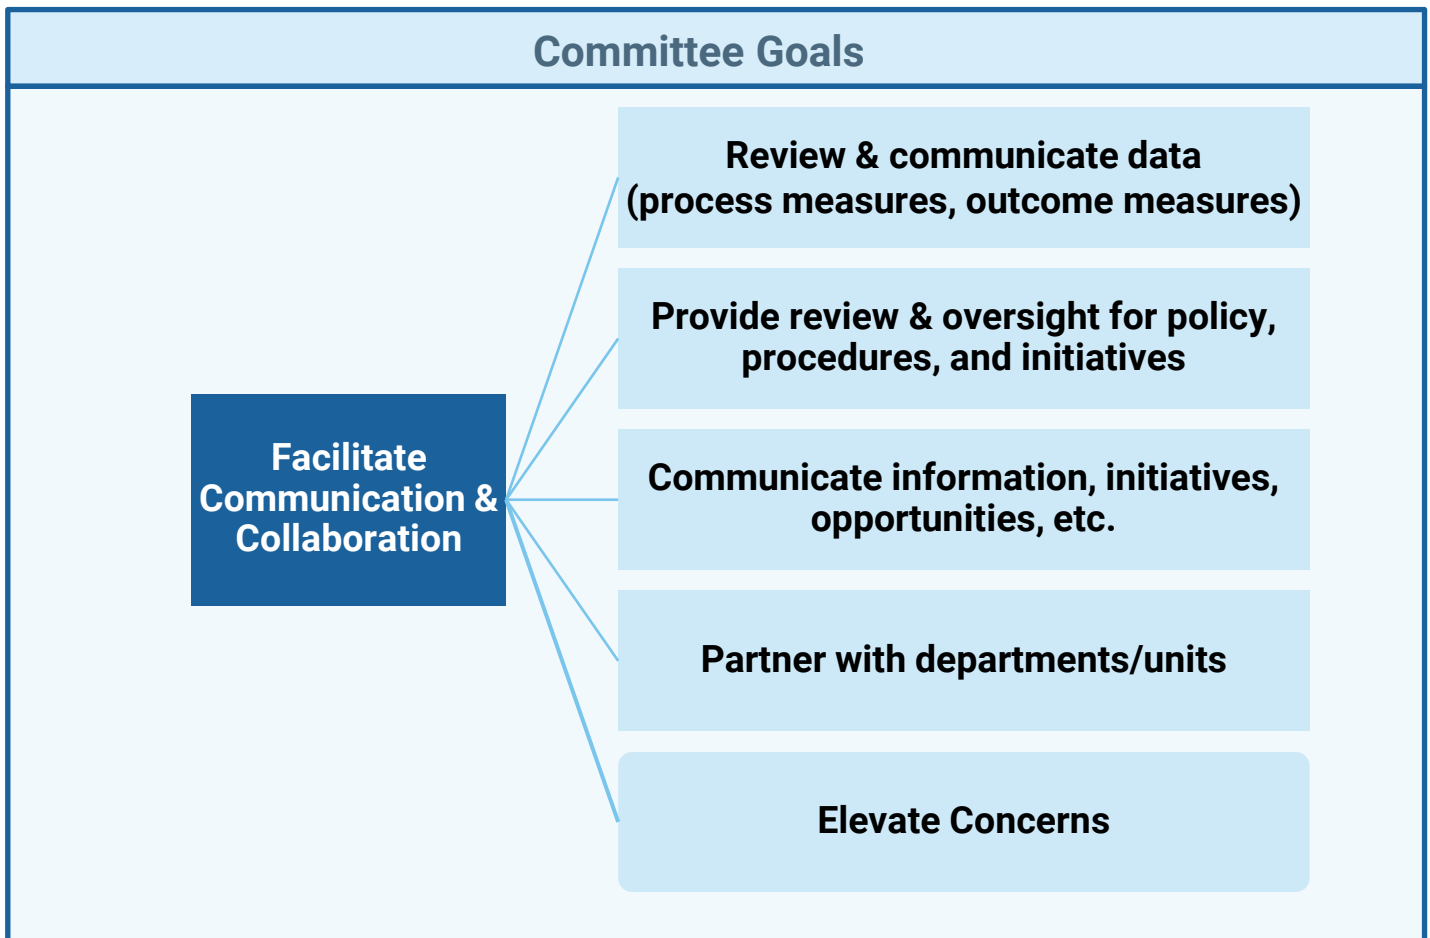 Committee Goals
Review & communicate data
(process measures, outcome measures)
Provide review & oversight for policy,
procedures, and initiatives
Facilitate
Communication &
Collaboration
Communicate information, initiatives,
opportunities, etc.
Partner with departments/units
Elevate Concerns